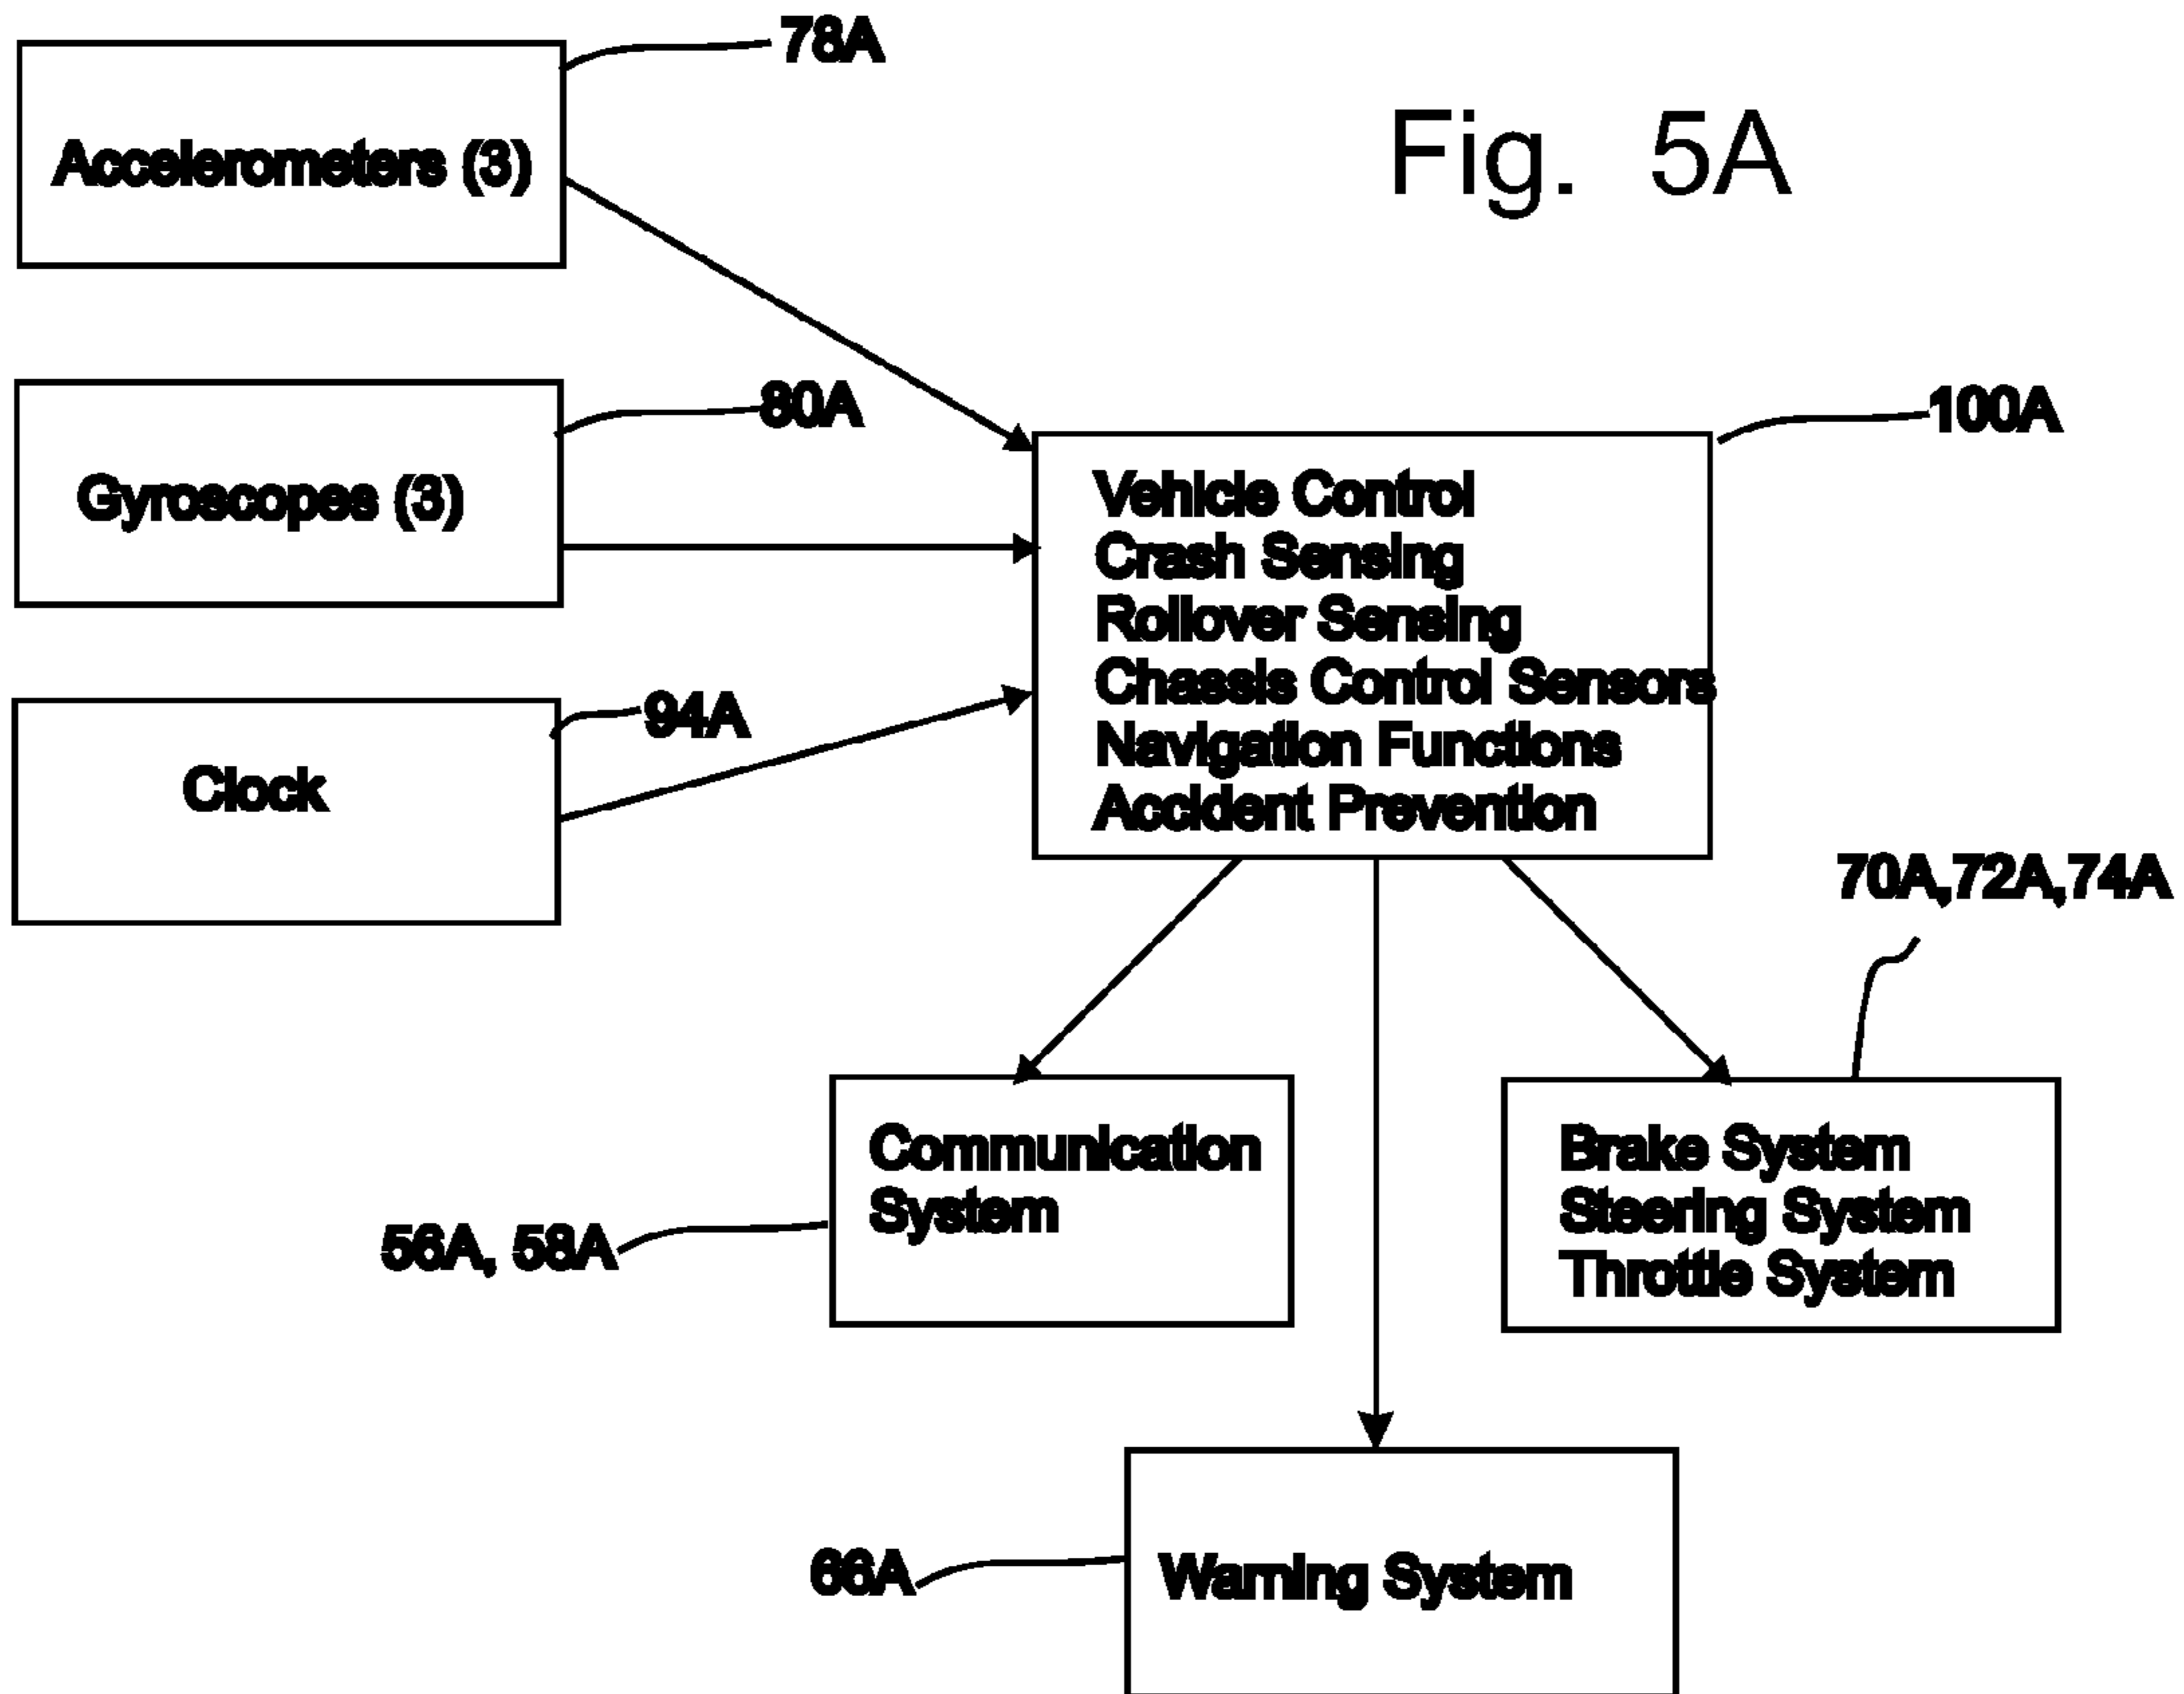 78A
Fig. 5A
Accelerometers (3)
80A
100A
Gyroscopes (3)
Vehicle Control
Crash Sensing
Rollover Sensing
Chassis Control Sensors
Navigation Functions
Accident Prevention
94A
Clock
70A,72A,74A
Communication
System
56A, 58A
Brake System
Steering System
Throttle System
66A
Warning System